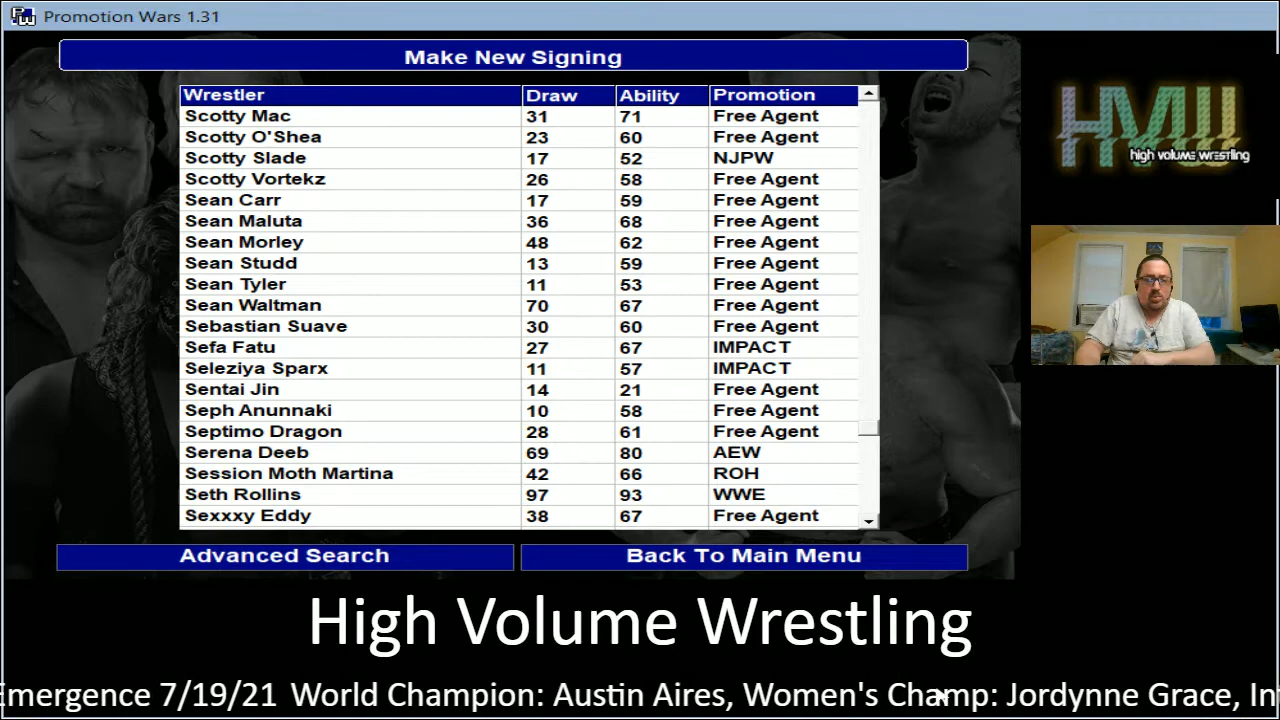 Promotion Wars 1.31
Make New Signing
Wrestler Draw Ability Promotion
Scotty Mac 31 71 Free Agent
Scotty O'Shea 23 60 Free Agent
Scotty Slade 17 52 NJPW
Scotty Vortekz 26 58 Free Agent
Sean Carr 17 59 Free Agent
Sean Maluta 36 68 Free Agent
Sean Morley 48 62 Free Agent
Sean Studd 13 59 Free Agent
Sean Tyler 11 53 Free Agent
Sean Waltman 70 67 Free Agent
Sebastian Suave 30 60 Free Agent
Sefa Fatu 27 67 IMPACT
Seleziya Sparx 11 57 IMPACT
Sentai Jin 14 21 Free Agent
Seph Anunnaki 10 58 Free Agent
Septimo Dragon 28 61 Free Agent
Serena Deeb 69 80 AEW
Session Moth Martina 42 66 ROH
Seth Rollins 97 93 WWE
Sexxxy Eddy 38 67 Free Agent
Advanced Search Back To Main Menu
HVW
high volume wrestling
High Volume Wrestling
Emergence 7/19/21 World Champion: Austin Aires, Women's Champ: Jordynne Grace, In